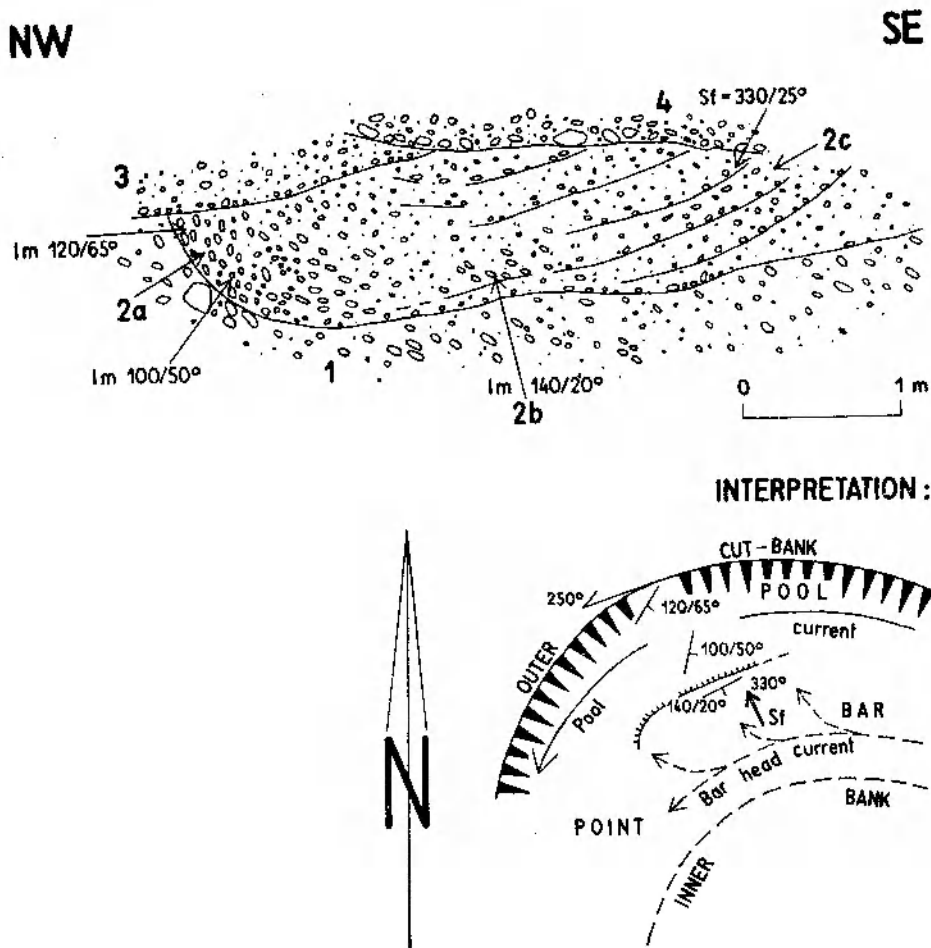 NW
SE
4
Sf = 330/25°
2c
3
Im 120/65°
2a
Im 100/50°
1
Im 140/20°
2b
0 1 m
INTERPRETATION :
CUT - BANK
POOL
250°
120/65°
current
OUTER
100/50°
Pool
140/20°
330°
Sf
BAR
Bar head current
BANK
POINT
INNER
N